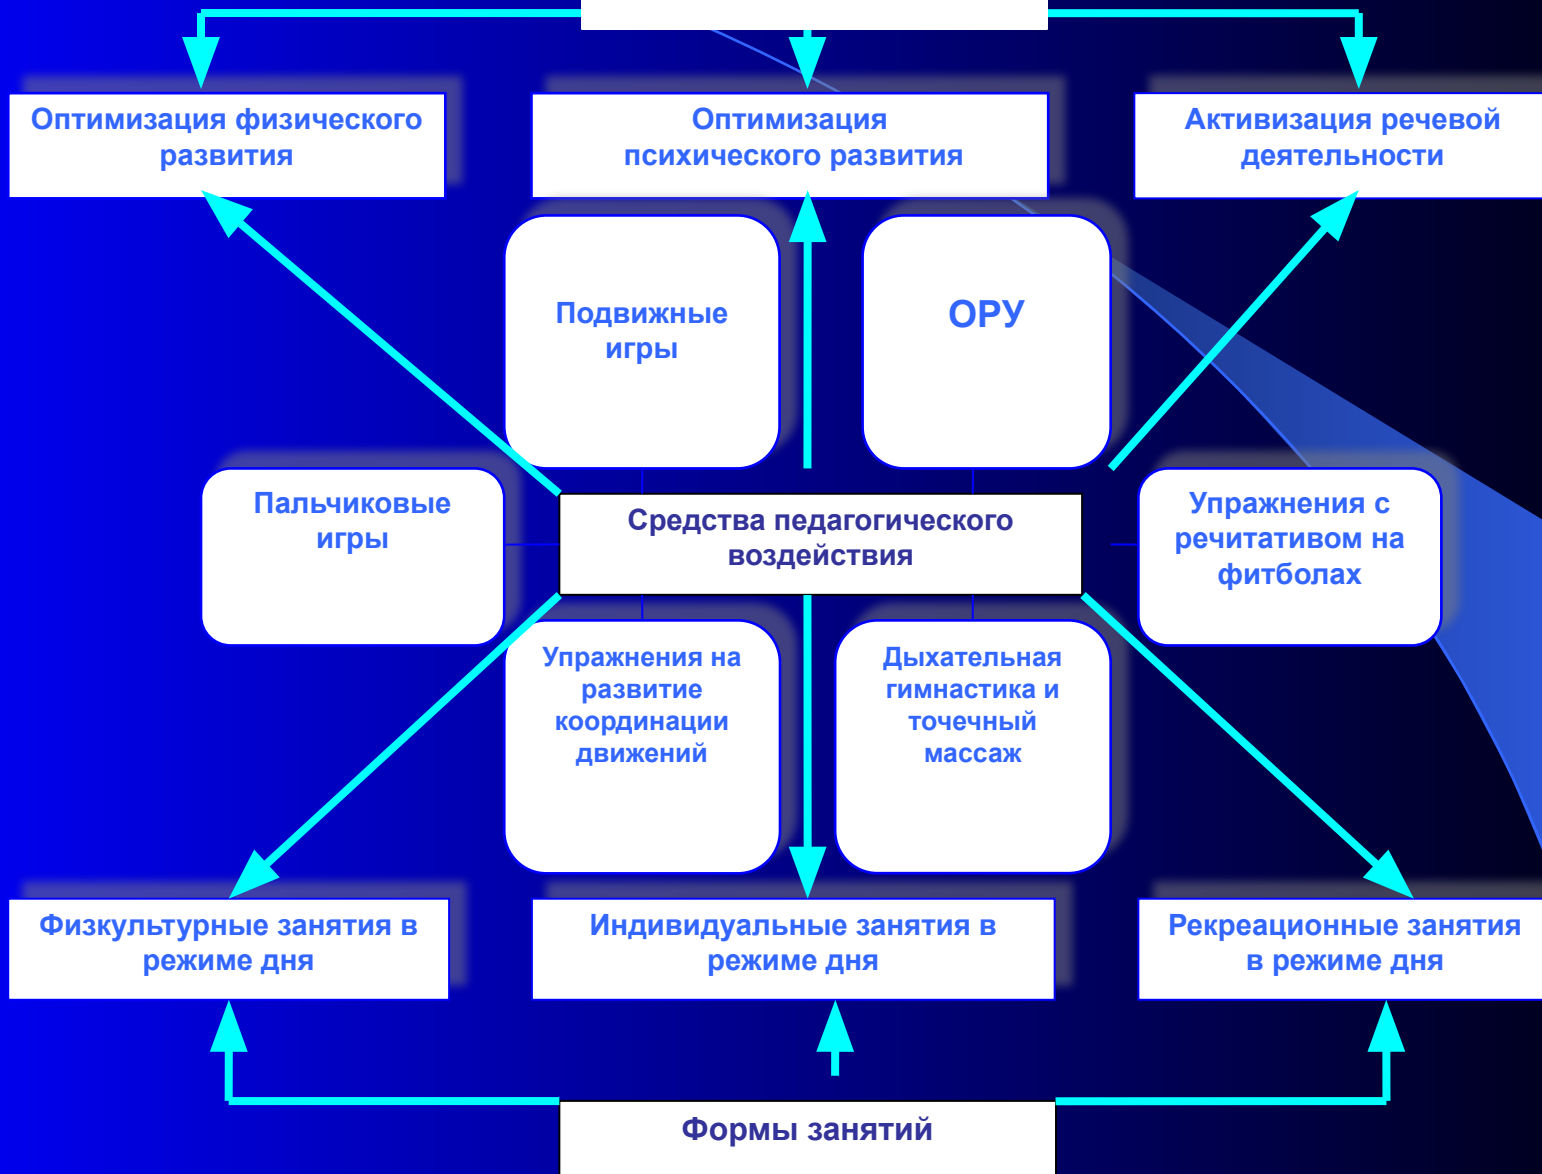 Оптимизация физического
развития
Оптимизация
психического развития
Активизация речевой
деятельности
Подвижные
игры
ОРУ
Пальчиковые
игры
Средства педагогического
воздействия
Упражнения с
речитативом на
фитболах
Упражнения на
развитие
координации
движений
Дыхательная
гимнастика и
точечный
массаж
Физкультурные занятия в
режиме дня
Индивидуальные занятия в
режиме дня
Рекреационные занятия
в режиме дня
Формы занятий